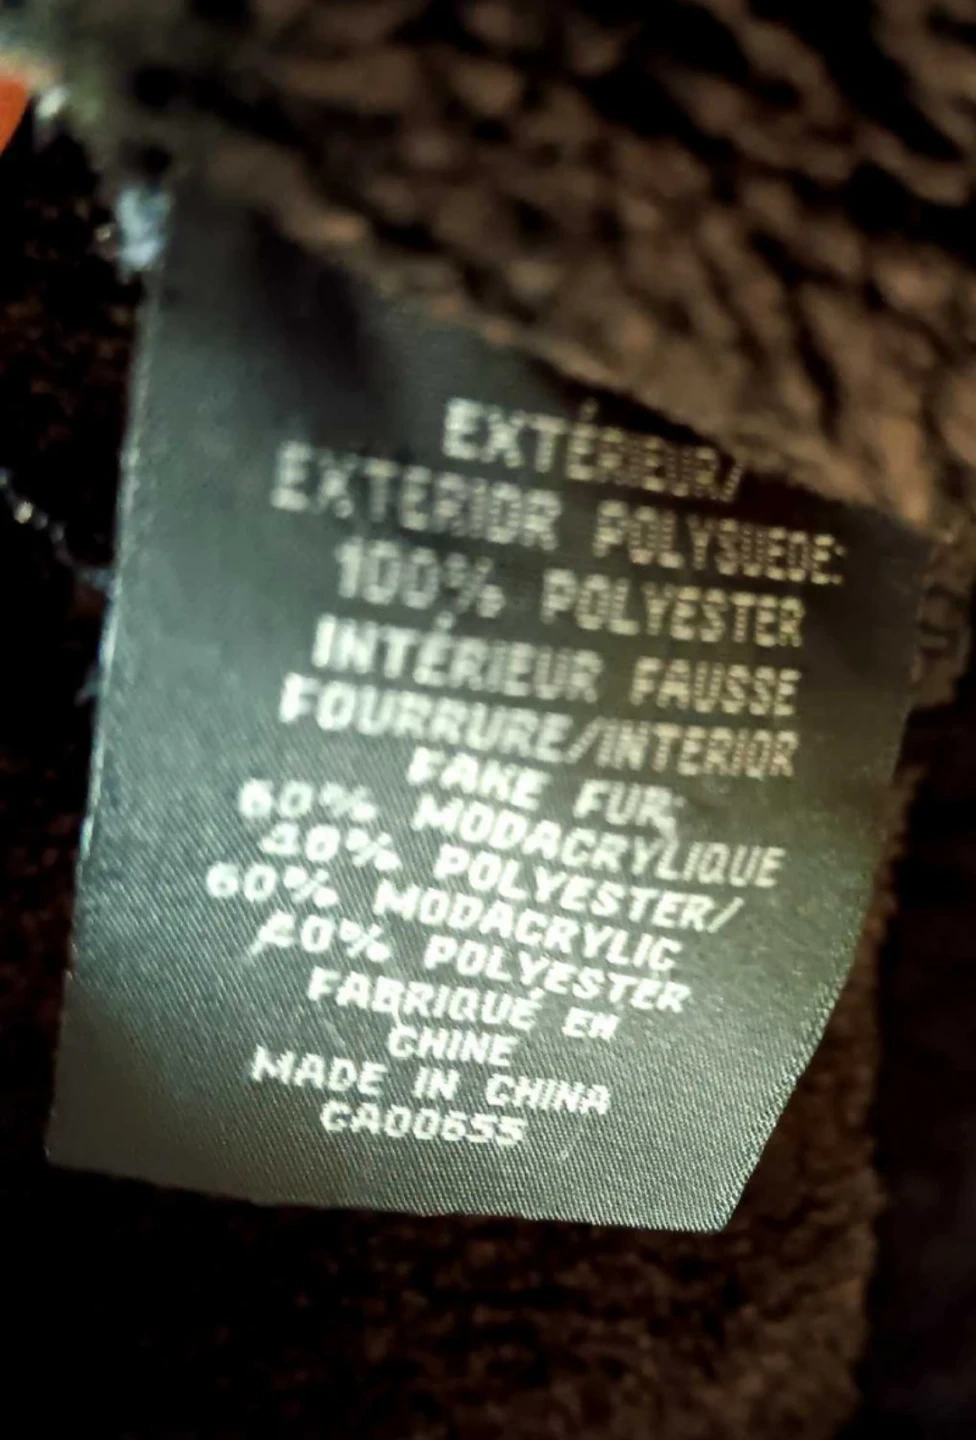 EXTÉRIEUR/
EXTERIOR POLYSUEDE:
100% POLYESTER
INTÉRIEUR FAUSSE
FOURRURE/INTERIOR
FAKE FUR:
60% MODACRYLIQUE
40% POLYESTER/
60% MODACRYLIC
40% POLYESTER
FABRIQUÉ EN
CHINE
MADE IN CHINA
CA00655